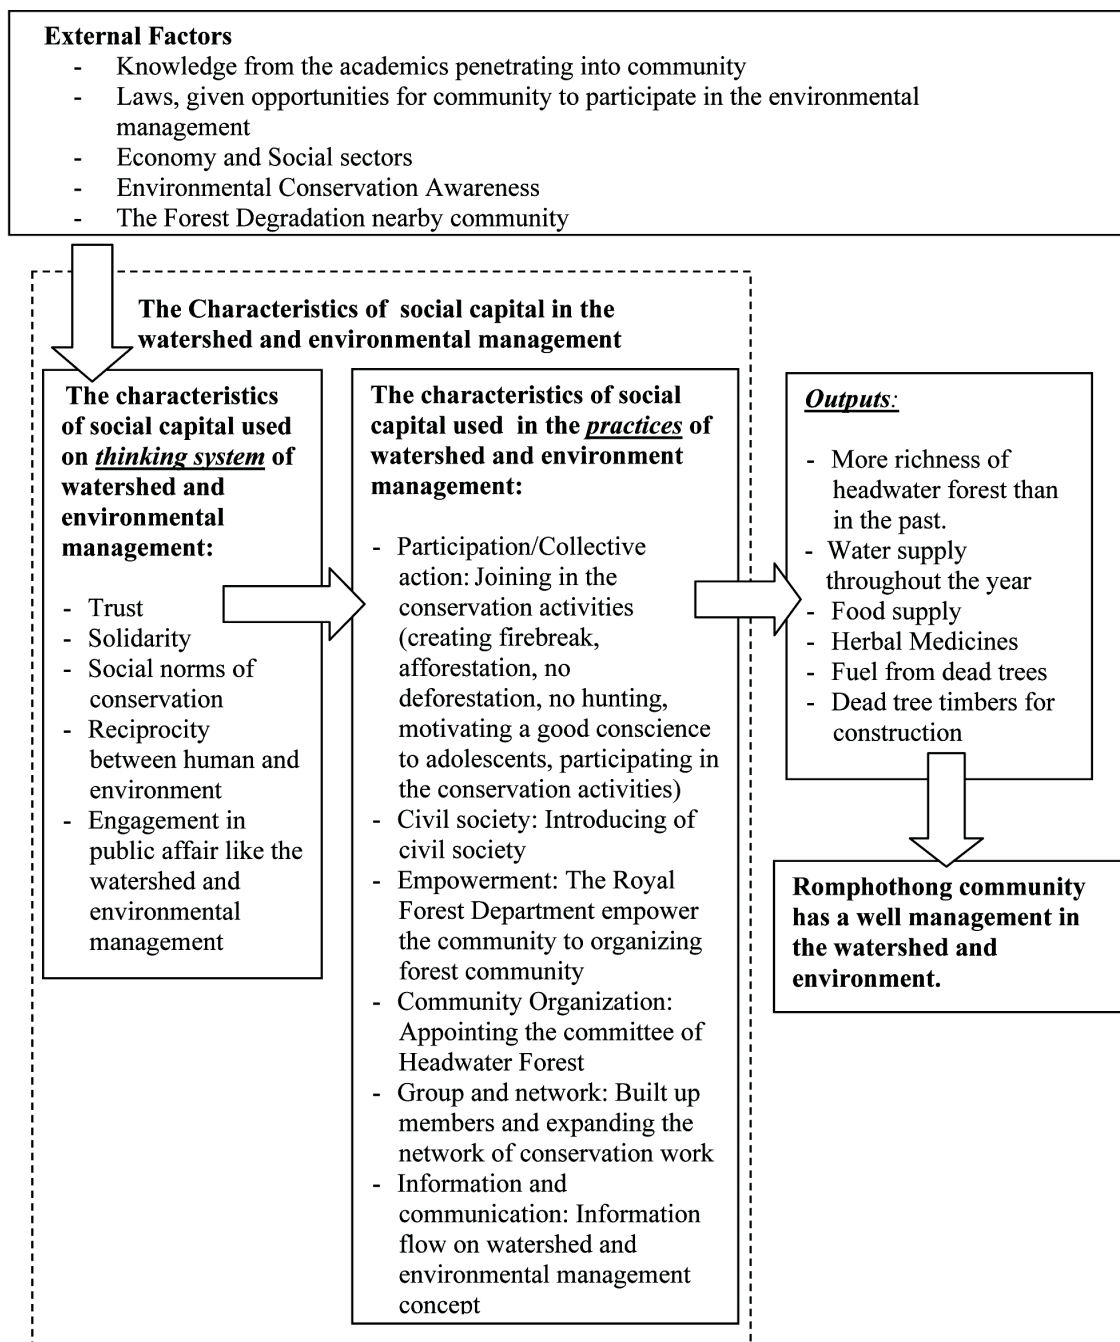 External Factors
- Knowledge from the academics penetrating into community
- Laws, given opportunities for community to participate in the environmental
management
- Economy and Social sectors
- Environmental Conservation Awareness
- The Forest Degradation nearby community
The Characteristics of social capital in the
watershed and environmental management
The characteristics
of social capital used
on thinking system of
watershed and
environmental
management:
- Trust
- Solidarity
- Social norms of
conservation
- Reciprocity
between human and
environment
- Engagement in
public affair like the
watershed and
environmental
management
The characteristics of social
capital used in the practices of
watershed and environment
management:
- Participation/Collective
action: Joining in the
conservation activities
(creating firebreak,
afforestation, no
deforestation, no hunting,
motivating a good conscience
to adolescents, participating in
the conservation activities)
- Civil society: Introducing of
civil society
- Empowerment: The Royal
Forest Department empower
the community to organizing
forest community
- Community Organization:
Appointing the committee of
Headwater Forest
- Group and network: Built up
members and expanding the
network of conservation work
- Information and
communication: Information
flow on watershed and
environmental management
concept
Outputs:
- More richness of
headwater forest than
in the past.
- Water supply
throughout the year
- Food supply
- Herbal Medicines
- Fuel from dead trees
- Dead tree timbers for
construction
Romphothong community
has a well management in
the watershed and
environment.